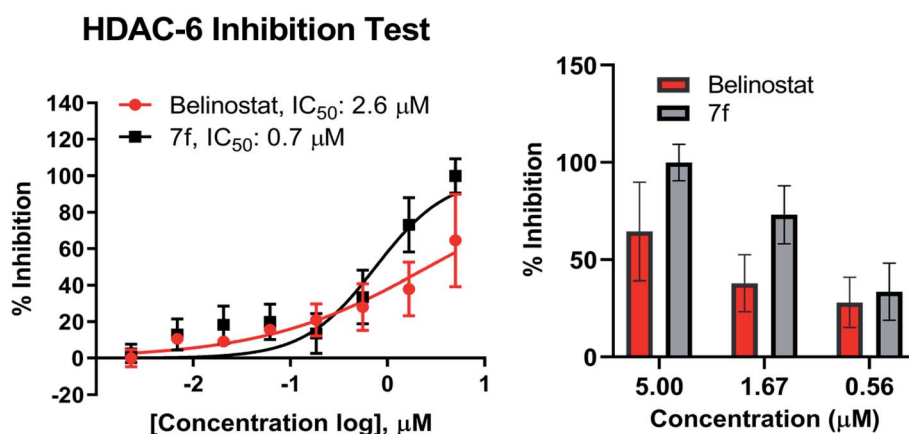 HDAC-6 Inhibition Test
% Inhibition
140
120
100
80
60
40
20
0
-20
Belinostat, IC50: 2.6 μM
7f, IC50: 0.7 μM
-2
-1
0
1
[Concentration log], μM
% Inhibition
150
100
50
0
Belinostat
7f
5.00
1.67
0.56
Concentration (μM)